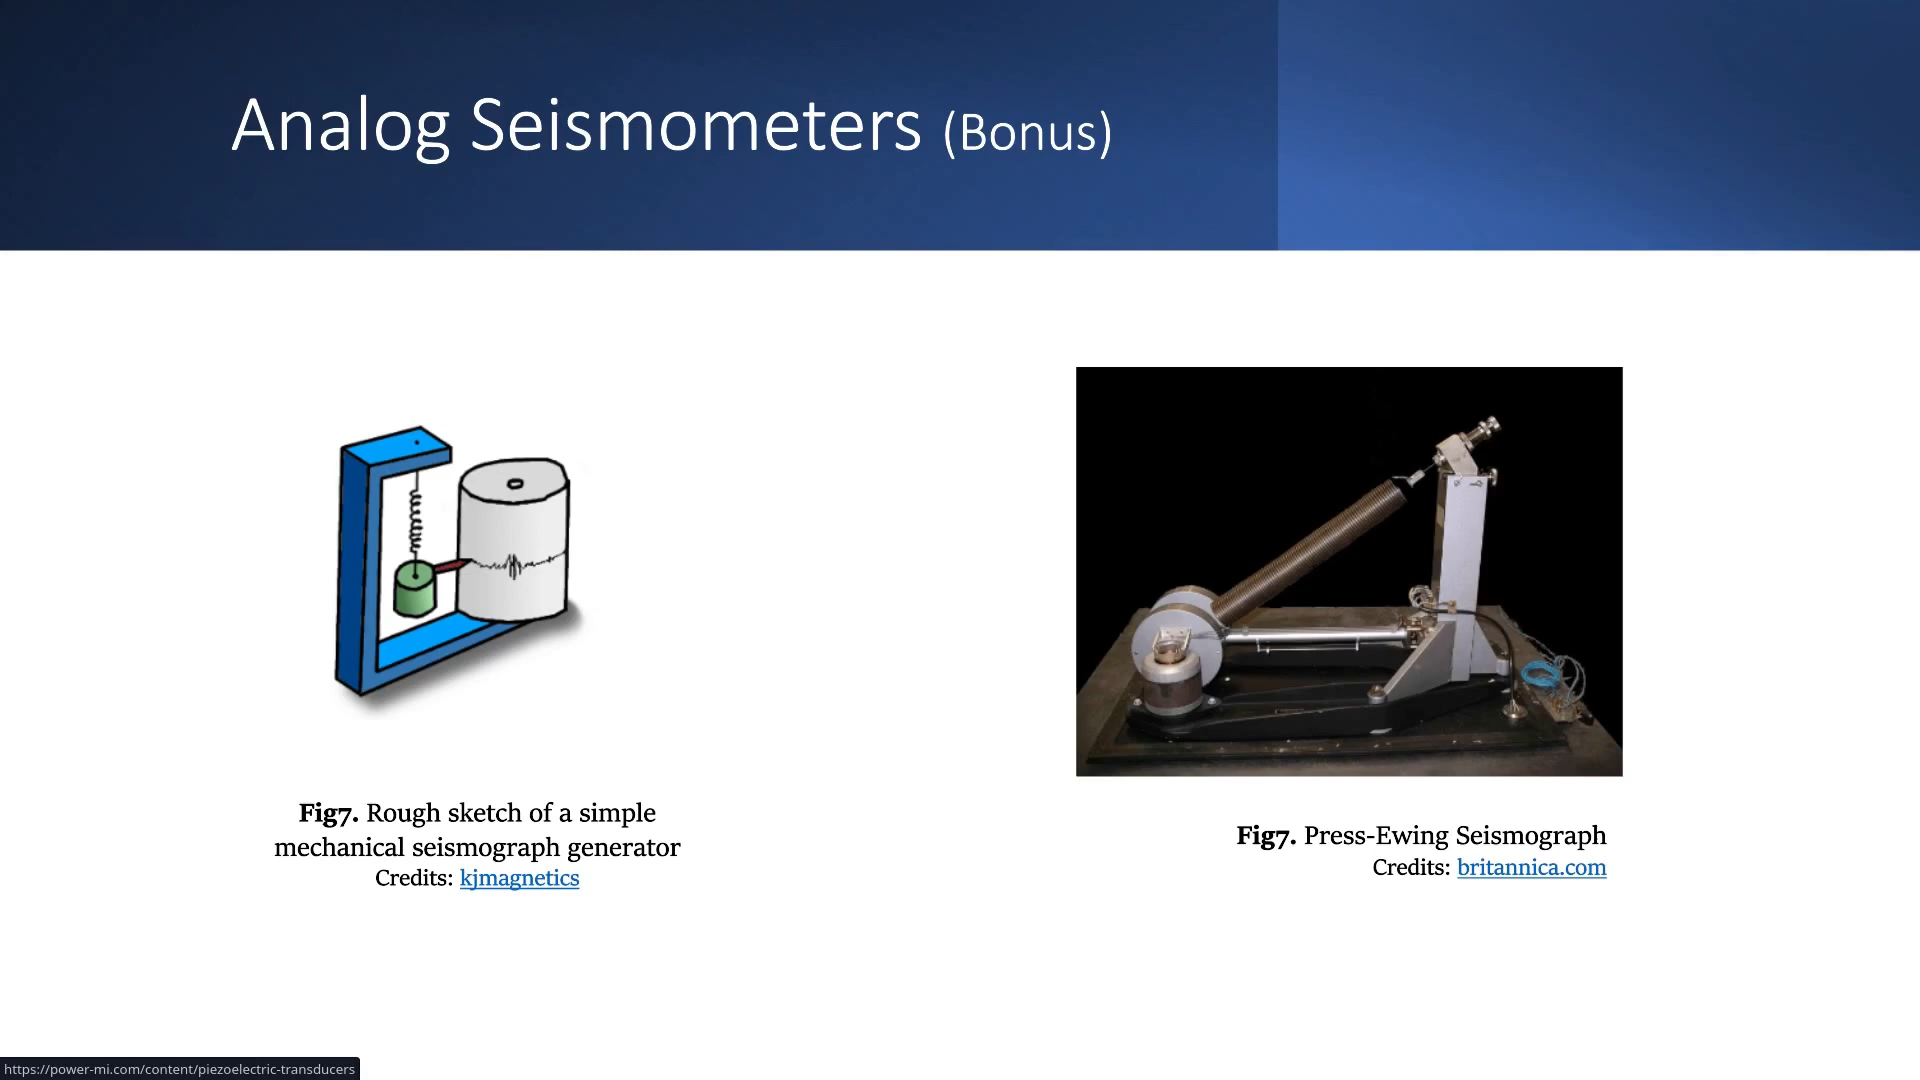 Analog Seismometers (Bonus)
Fig7. Rough sketch of a simple
mechanical seismograph generator
Credits: kjmagnetics
Fig7. Press-Ewing Seismograph
Credits: britannica.com
https://power-mi.com/content/piezoelectric-transducers